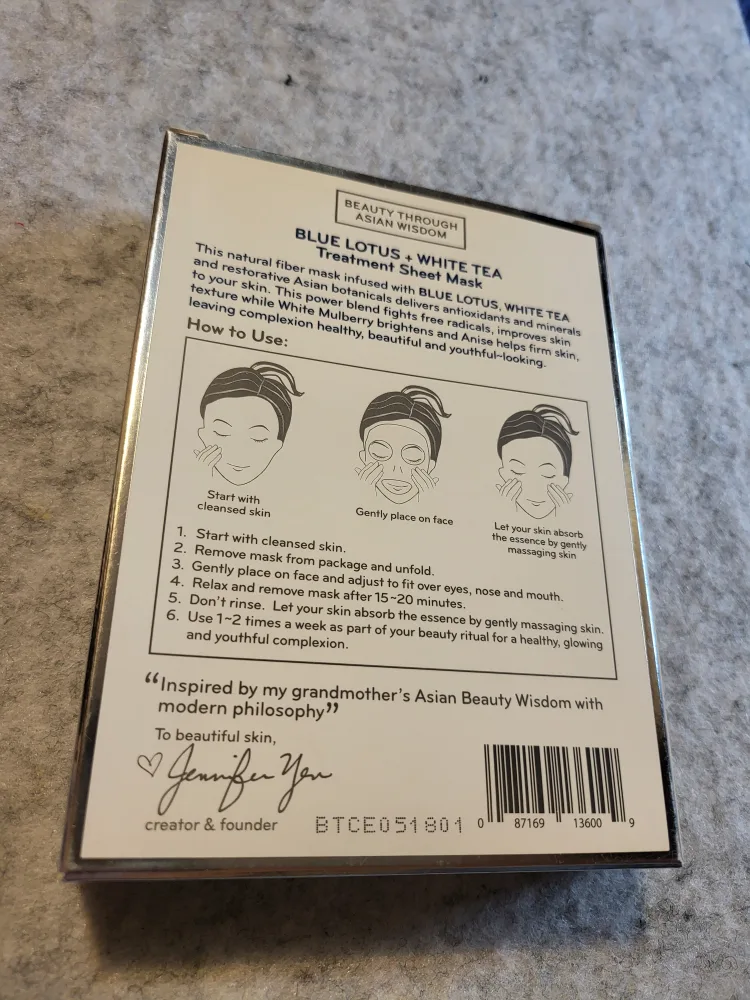 BEAUTY THROUGH
ASIAN WISDOM
BLUE LOTUS + WHITE TEA
Treatment Sheet Mask
This natural fiber mask infused with BLUE LOTUS, WHITE TEA
and restorative Asian botanicals delivers antioxidants and minerals
to your skin. This power blend fights free radicals, improves skin
texture while White Mulberry brightens and Anise helps firm skin,
leaving complexion healthy, beautiful and youthful-looking.
How to Use:
Start with
cleansed skin
Gently place on face
Let your skin absorb
the essence by gently
massaging skin
1. Start with cleansed skin.
2. Remove mask from package and unfold.
3. Gently place on face and adjust to fit over eyes, nose and mouth.
4. Relax and remove mask after 15~20 minutes.
5. Don't rinse. Let your skin absorb the essence by gently massaging skin.
6. Use 1~2 times a week as part of your beauty ritual for a healthy, glowing
and youthful complexion.
“Inspired by my grandmother's Asian Beauty Wisdom with
modern philosophy”
To beautiful skin,
Jennifer Yen
creator & founder
BTCE051801
0 87169 13600 9